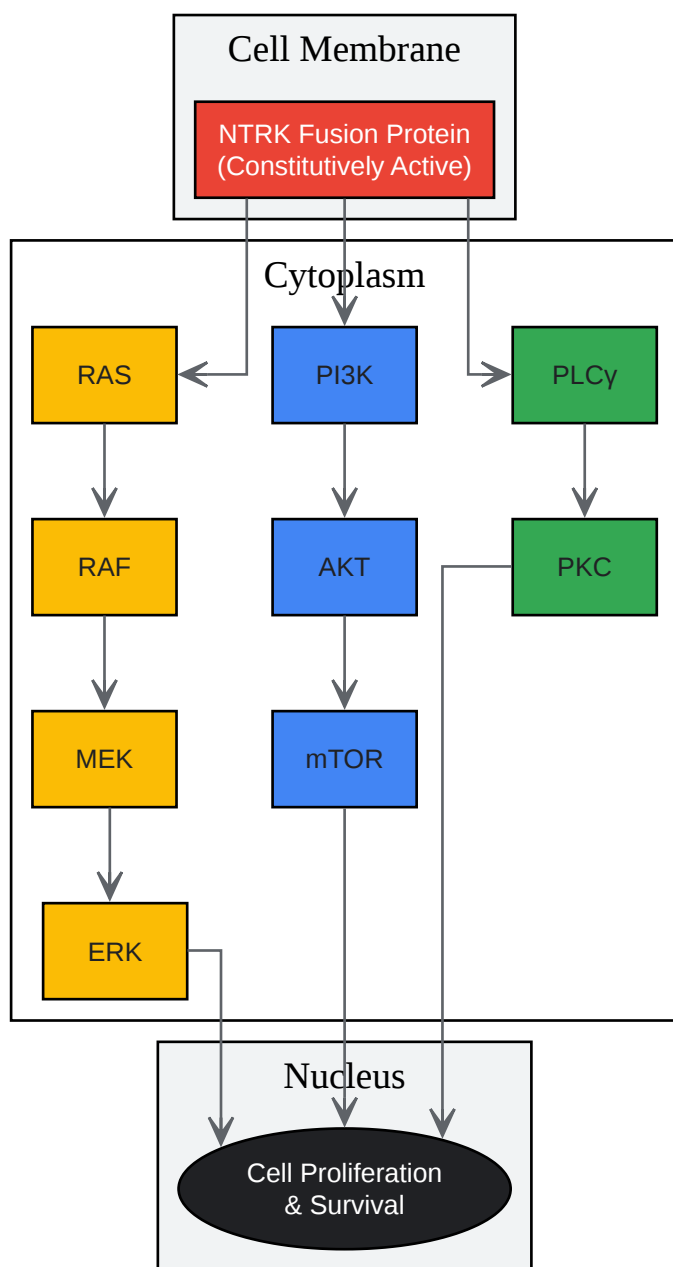 Cell Membrane
NTRK Fusion Protein
(Constitutively Active)
Cytoplasm
RAS
PI3K
PLCγ
RAF
AKT
PKC
MEK
mTOR
ERK
Nucleus
Cell Proliferation
& Survival